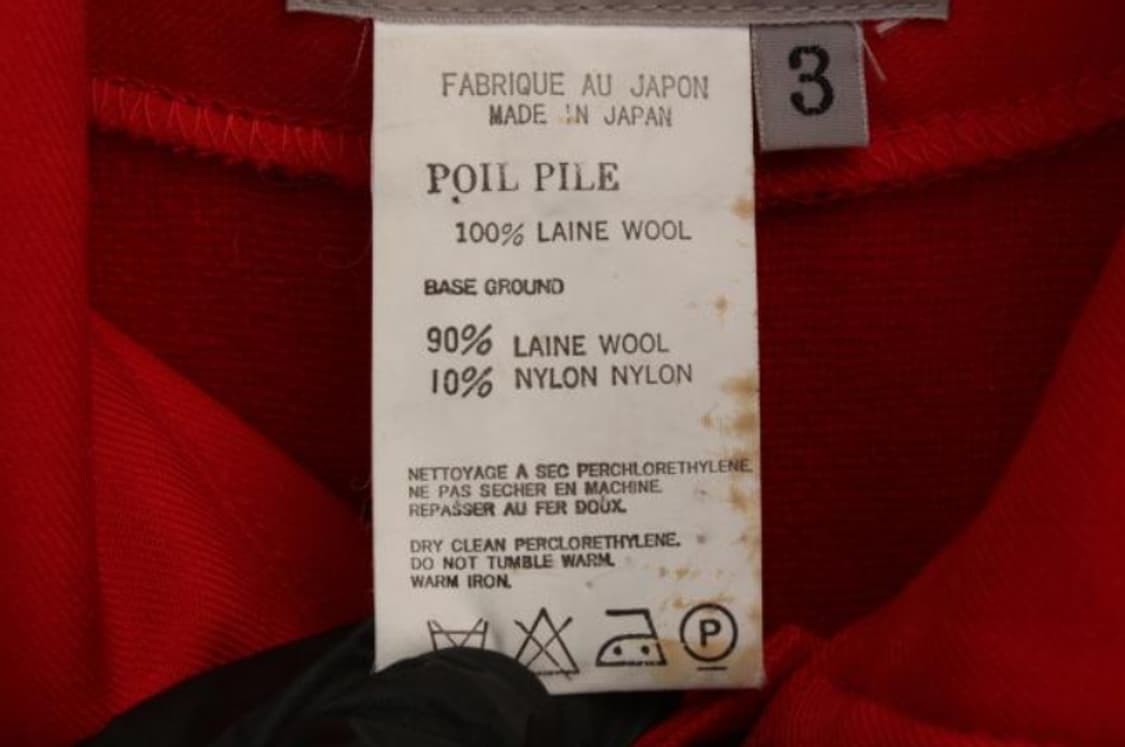 3
FABRIQUE AU JAPON
MADE IN JAPAN
POIL PILE
100% LAINE WOOL
BASE GROUND
90% LAINE WOOL
10% NYLON NYLON
NETTOYAGE A SEC PERCHLORETHYLENE.
NE PAS SECHER EN MACHINE.
REPASSER AU FER DOUX.
DRY CLEAN PERCLORETHYLENE.
DO NOT TUMBLE WARM.
WARM IRON.
P